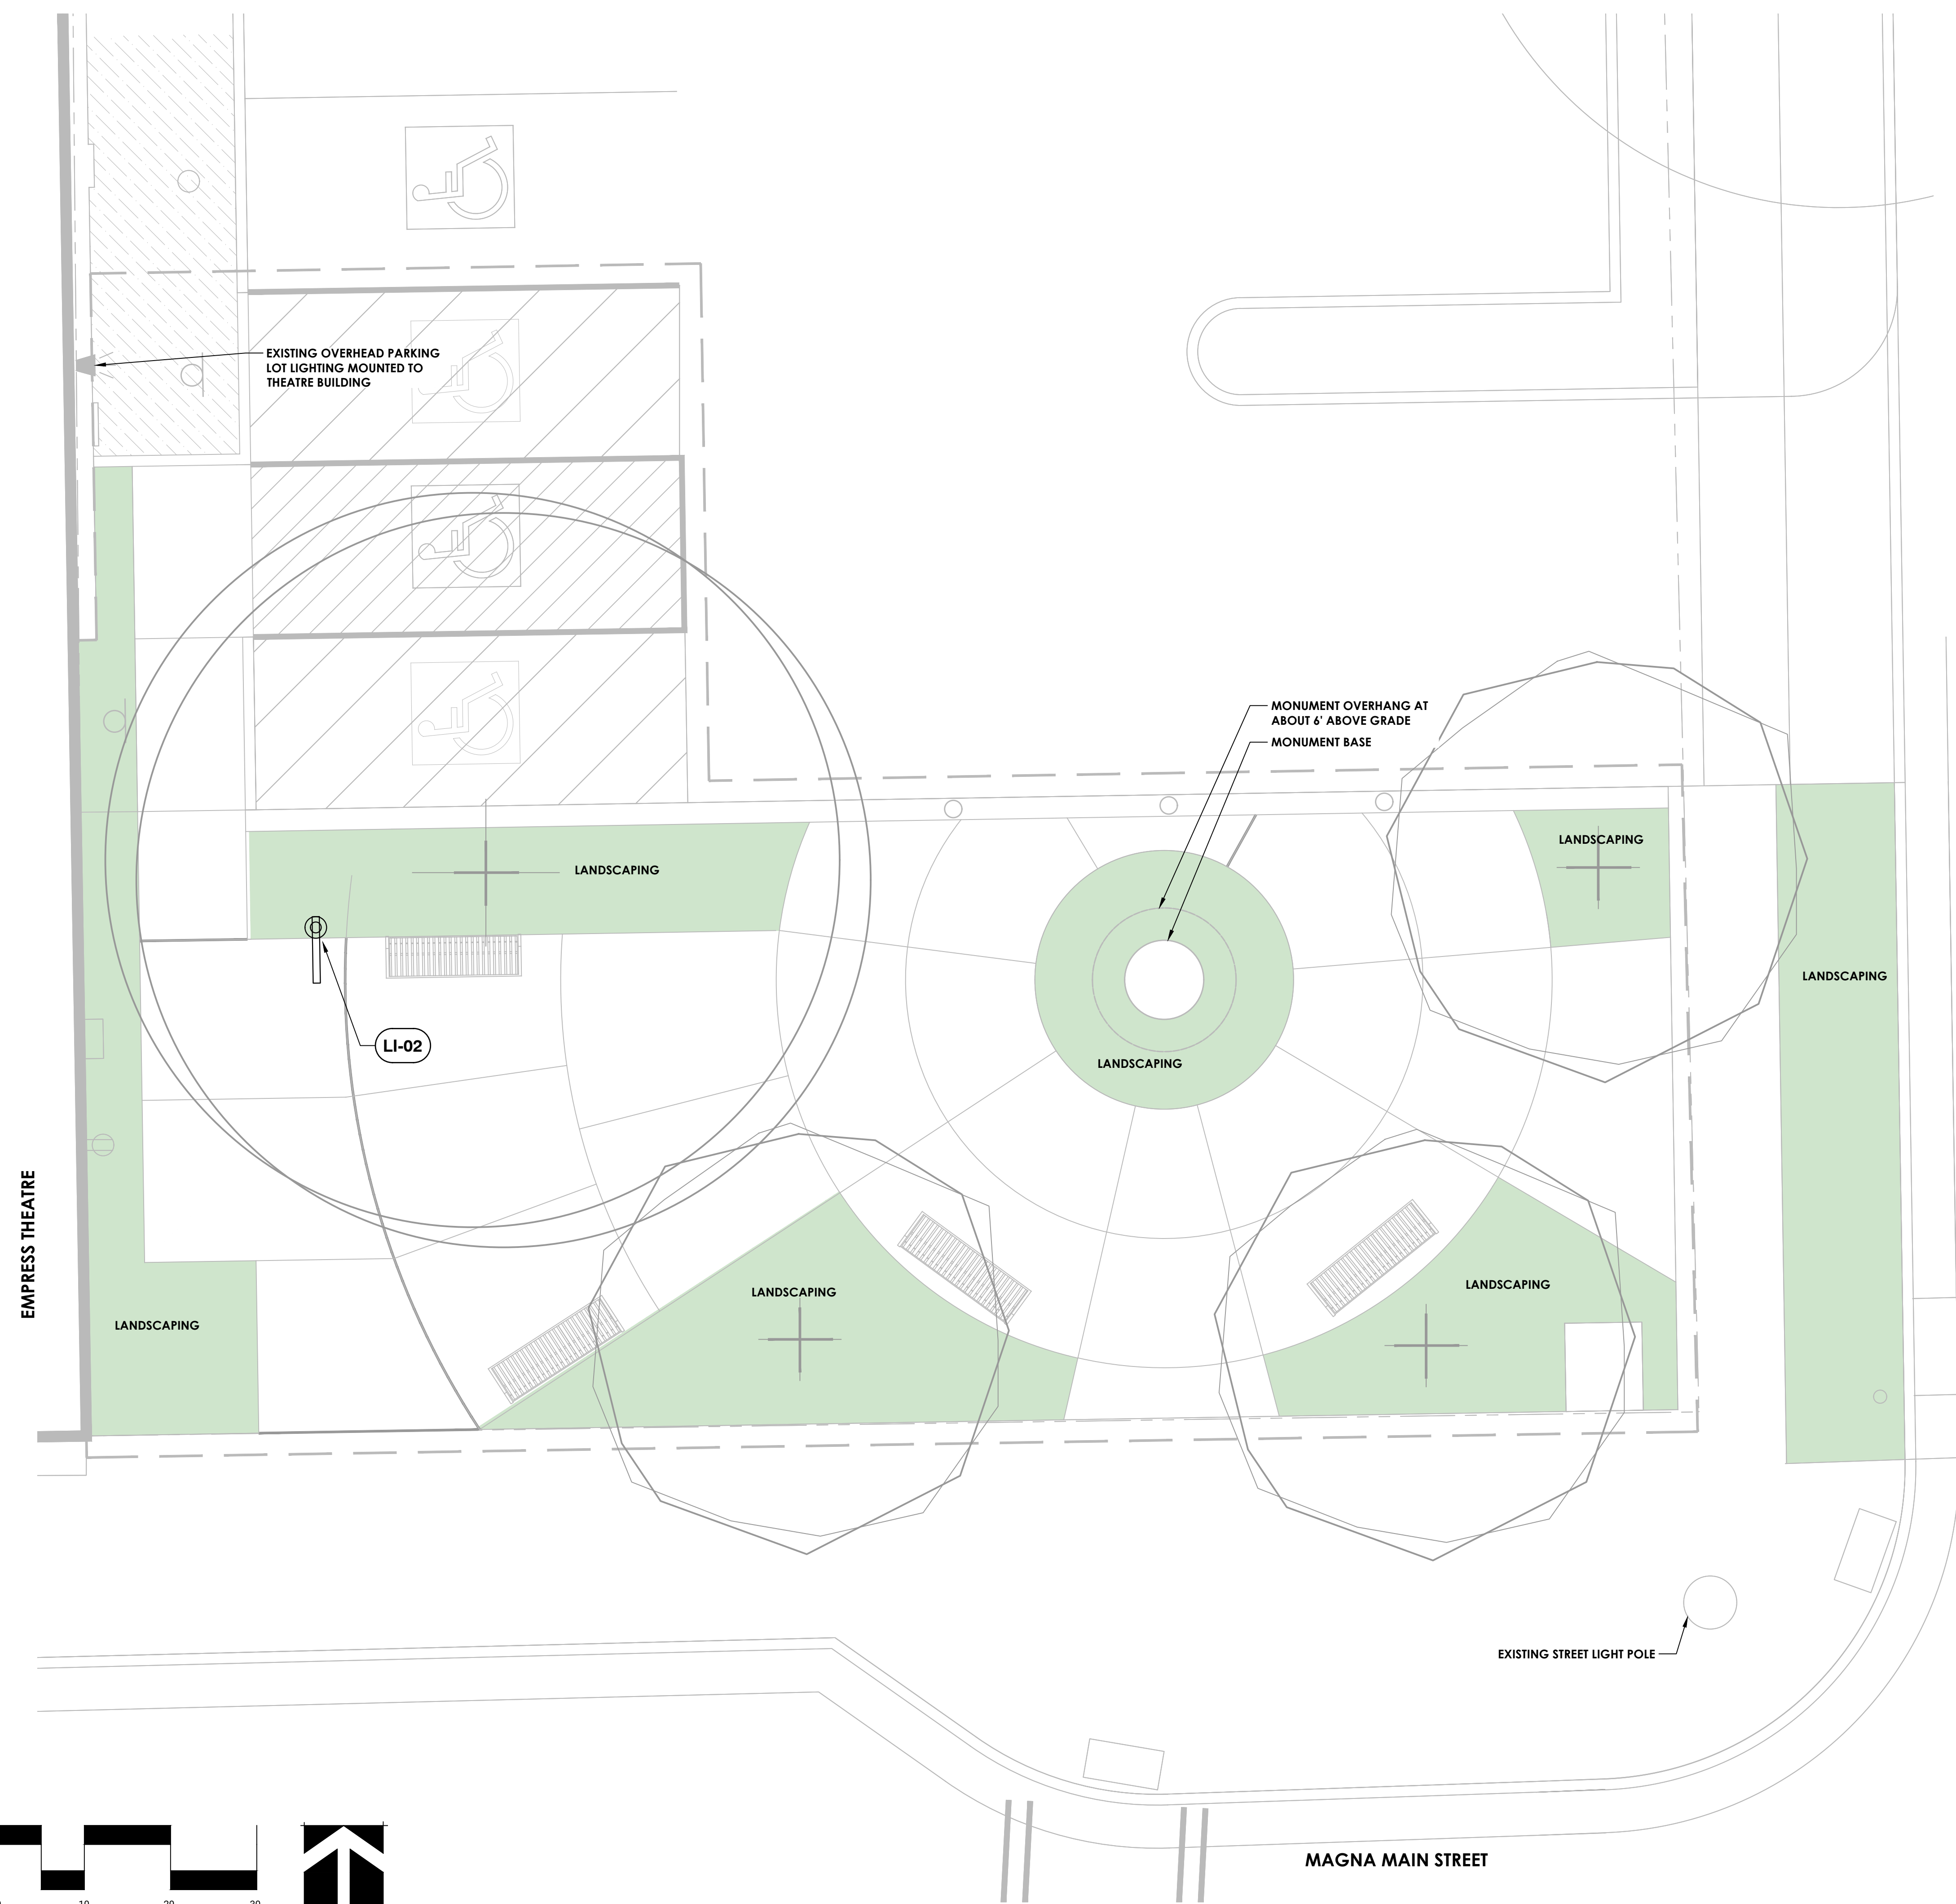 EXISTING OVERHEAD PARKING
LOT LIGHTING MOUNTED TO
THEATRE BUILDING
MONUMENT OVERHANG AT
ABOUT 6' ABOVE GRADE
MONUMENT BASE
LANDSCAPING
LANDSCAPING
LANDSCAPING
LI-02
LANDSCAPING
EMPRESS THEATRE
LANDSCAPING
LANDSCAPING
LANDSCAPING
EXISTING STREET LIGHT POLE
MAGNA MAIN STREET
10 20 30